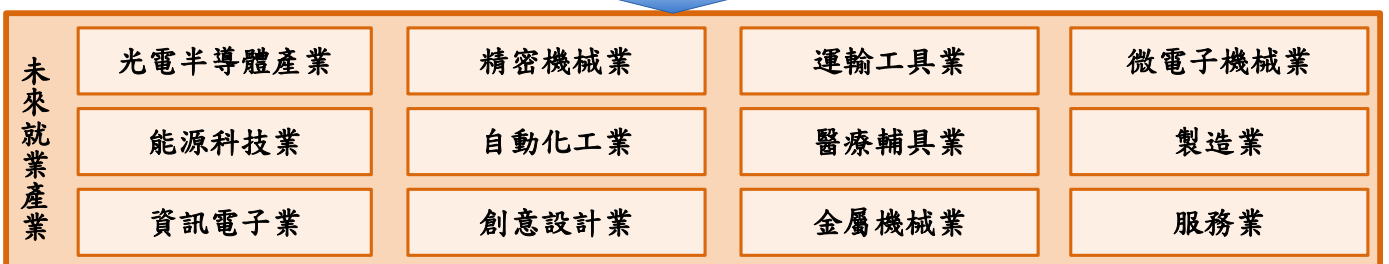 未來就業產業
光電半導體產業
精密機械業
運輸工具業
微電子機械業
能源科技業
自動化工業
醫療輔具業
製造業
資訊電子業
創意設計業
金屬機械業
服務業